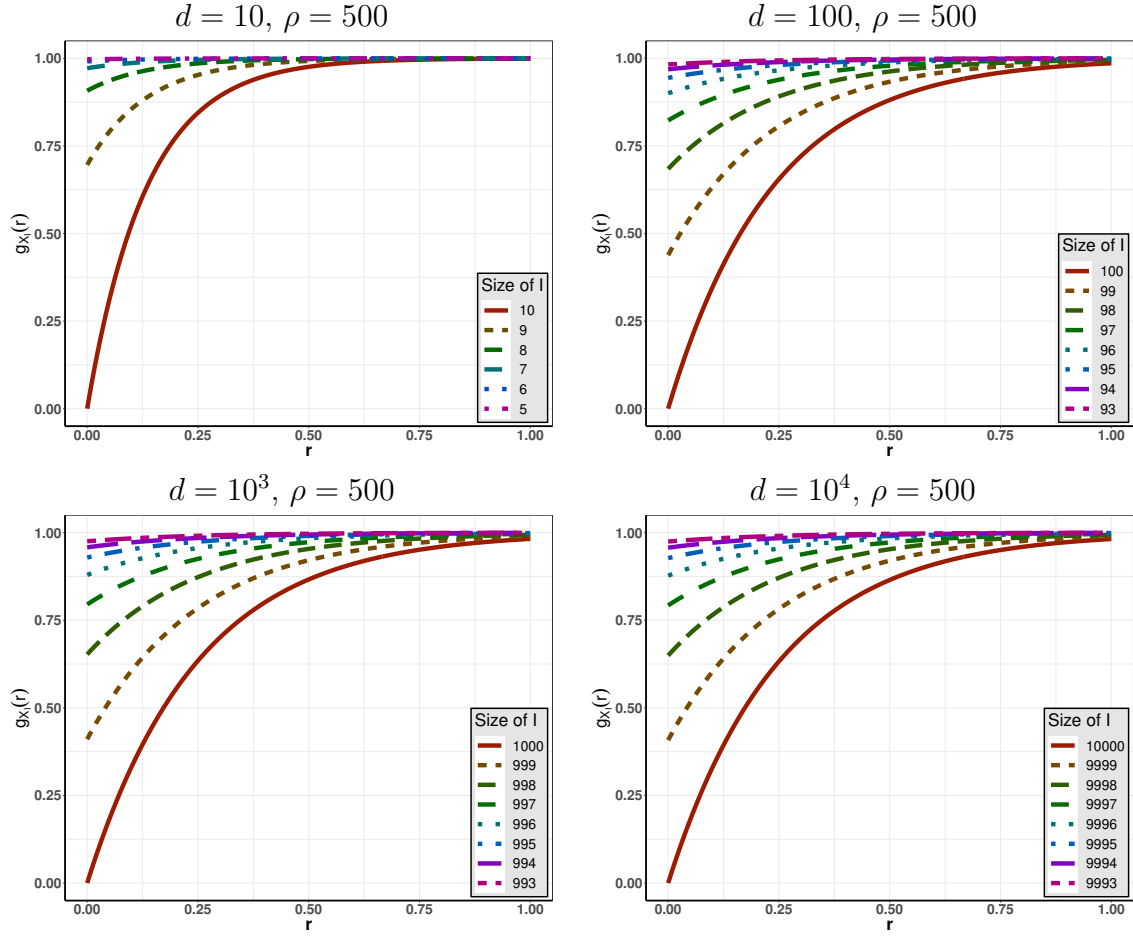 d = 10, ρ = 500
1.00
0.75
0.50
0.25
0.00
g_{X_I}(r)
Size of I
10
9
8
7
6
5
0.00 0.25 0.50 0.75 1.00
r
d = 100, ρ = 500
1.00
0.75
0.50
0.25
0.00
g_{X_I}(r)
Size of I
100
99
98
97
96
95
94
93
0.00 0.25 0.50 0.75 1.00
r
d = 10³, ρ = 500
1.00
0.75
0.50
0.25
0.00
g_{X_I}(r)
Size of I
1000
999
998
997
996
995
994
993
0.00 0.25 0.50 0.75 1.00
r
d = 10⁴, ρ = 500
1.00
0.75
0.50
0.25
0.00
g_{X_I}(r)
Size of I
10000
9999
9998
9997
9996
9995
9994
9993
0.00 0.25 0.50 0.75 1.00
r